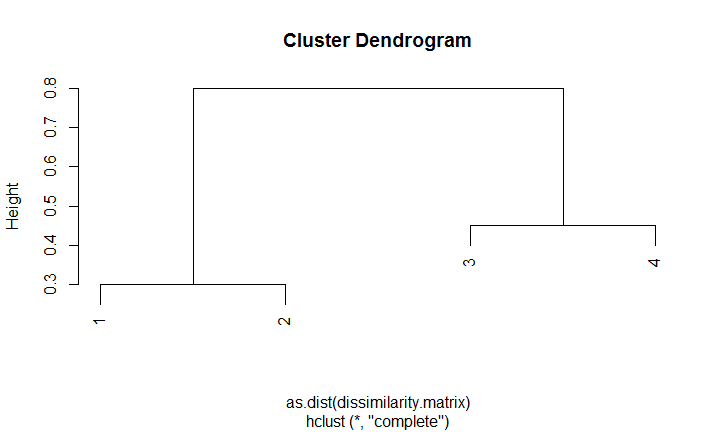 Cluster Dendrogram
Height
0.8
0.7
0.6
0.5
0.4
0.3
1
2
3
4
as.dist(dissimilarity.matrix)
hclust (*, "complete")